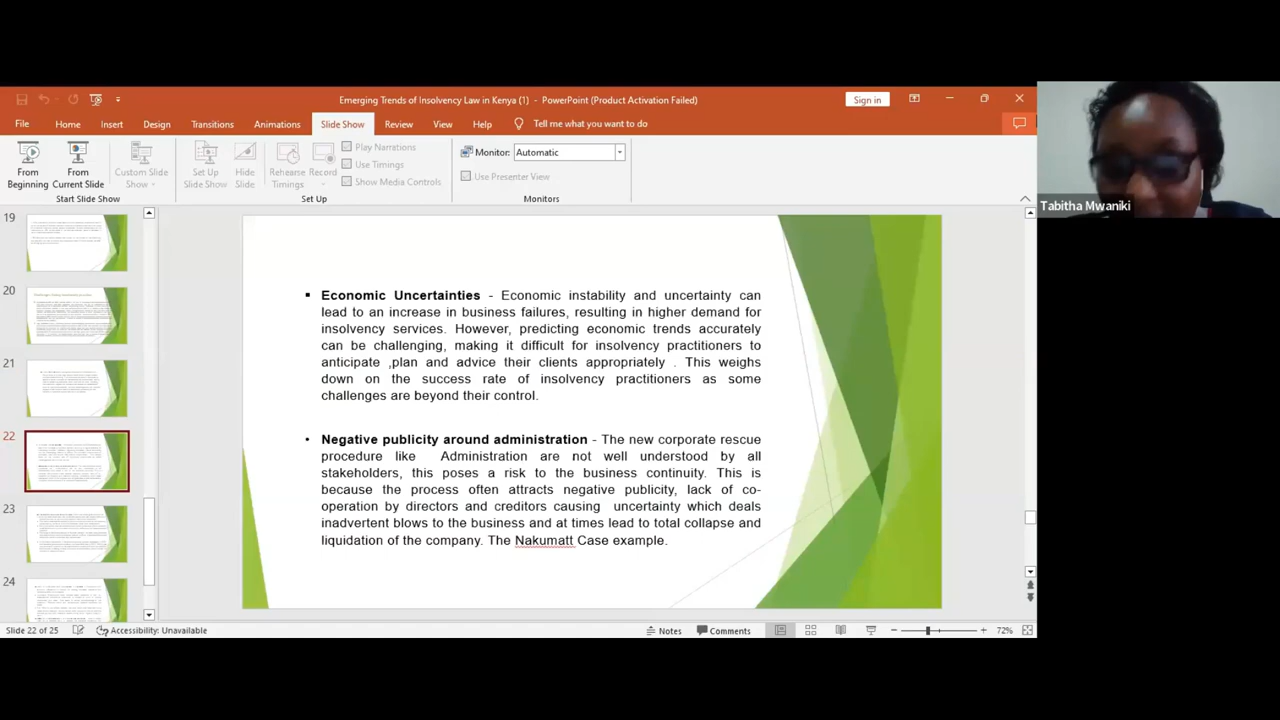 Emerging Trends of Insolvency Law in Kenya (1) - PowerPoint (Product Activation Failed)
Sign in
File Home Insert Design Transitions Animations Slide Show Review View Help Tell me what you want to do
From Beginning
From Current Slide
Custom Slide Show
Set Up Slide Show
Hide Slide
Rehearse Timings
Record
Play Narrations
Use Timings
Show Media Controls
Monitor: Automatic
Use Presenter View
Start Slide Show
Set Up
Monitors
Tabitha Mwaniki
19
20
21
22
23
24
▪ Economic Uncertainties - Economic instability and uncertainty can
lead to an increase in business failures, resulting in higher demand for
insolvency services. However, predicting economic trends accurately
can be challenging, making it difficult for insolvency practitioners to
anticipate ,plan and advice their clients appropriately . This weighs
down on the success rate of insolvency practitioners as some
challenges are beyond their control.
• Negative publicity around administration - The new corporate rescue
procedure like Administration are not well understood by all
stakeholders, this poses a risk to the business continuity. This is
because the process often attracts negative publicity, lack of co-
operation by directors and creditors causing uncertainty which deals
inadvertent blows to the business and at times lead to total collapse and
liquidation of the company. The Nakumatt Case example.
Slide 22 of 25
Accessibility: Unavailable
Notes
Comments
72%